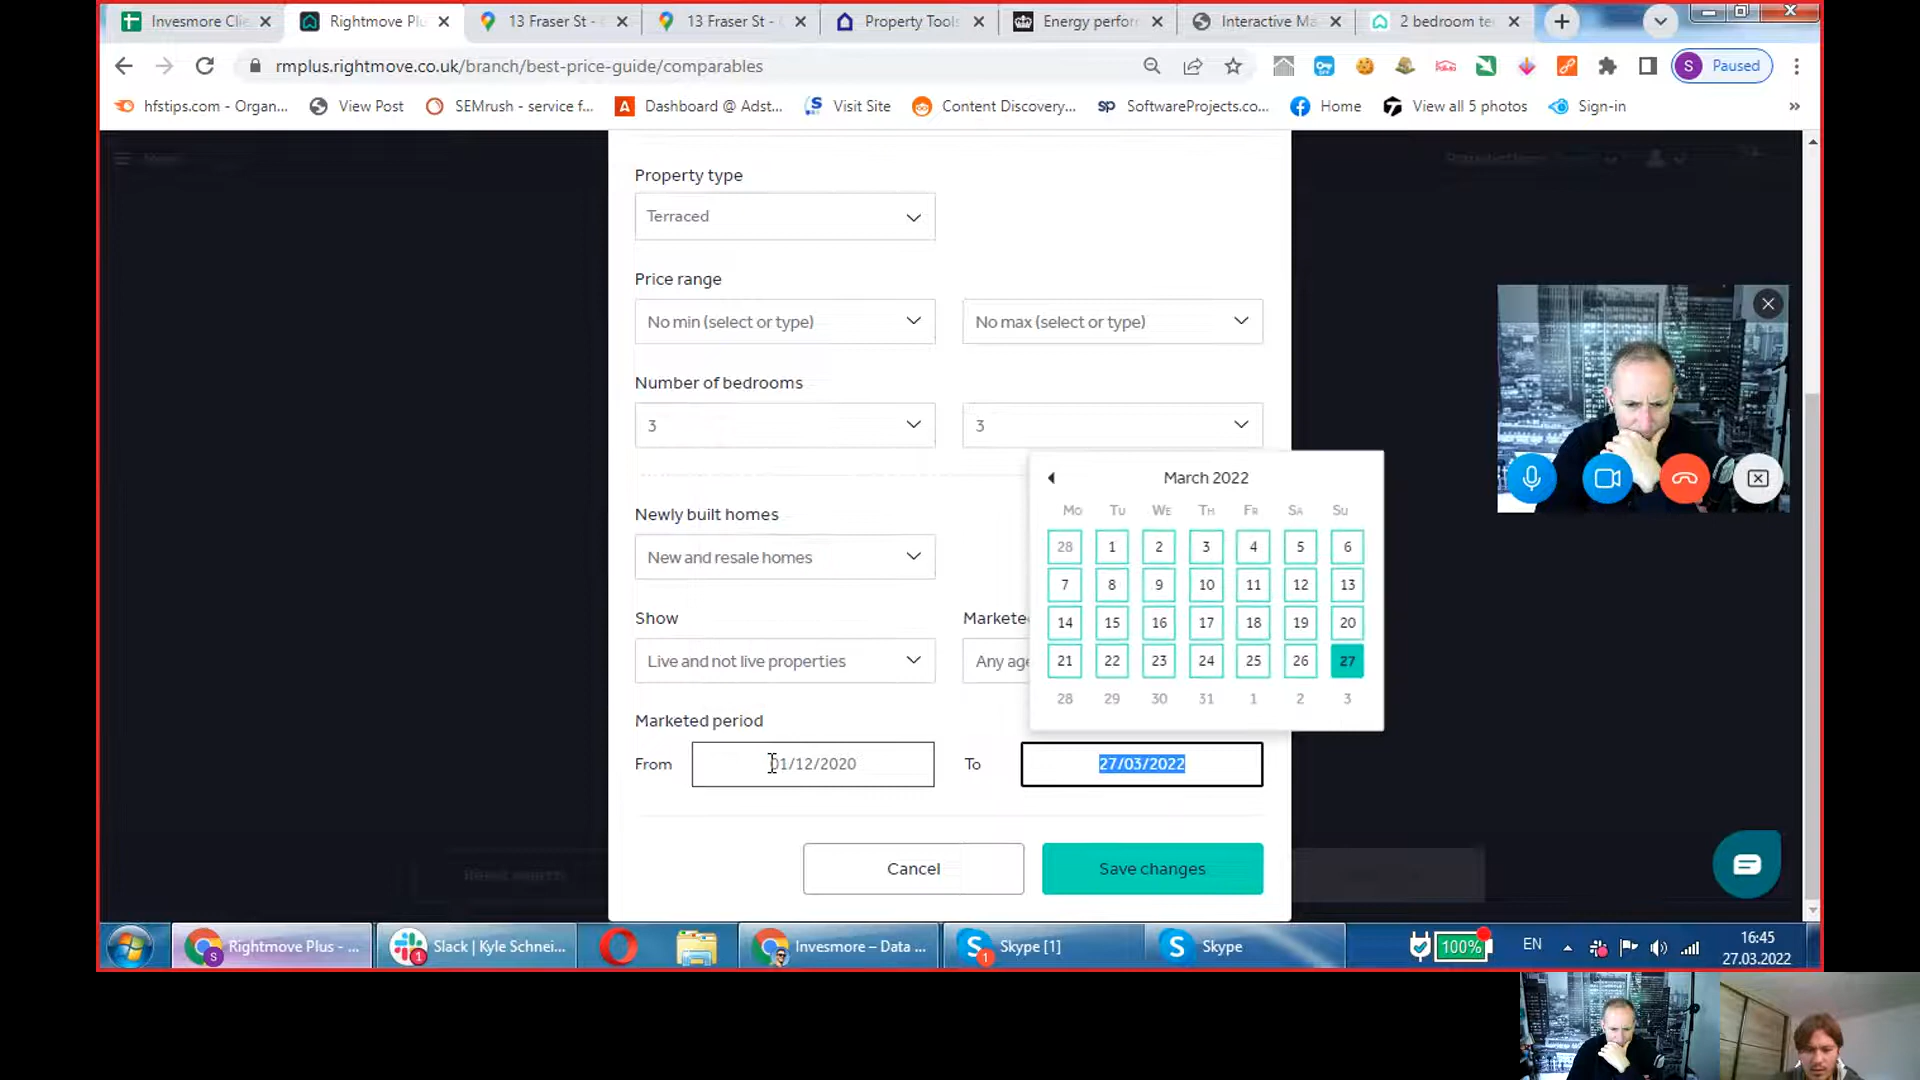 Invesmore Clie
Rightmove Plu
13 Fraser St -
13 Fraser St -
Property Tools
Energy perfor
Interactive Ma
2 bedroom te
rmplus.rightmove.co.uk/branch/best-price-guide/comparables
S Paused
hfstips.com - Organ...
View Post
SEMrush - service f...
Dashboard @ Adst...
Visit Site
Content Discovery...
sp SoftwareProjects.co...
Home
View all 5 photos
Sign-in
»
Property type
Terraced
Price range
No min (select or type)
No max (select or type)
Number of bedrooms
3
3
March 2022
Mo Tu We Th Fr Sa Su
28 1 2 3 4 5 6
7 8 9 10 11 12 13
14 15 16 17 18 19 20
21 22 23 24 25 26 27
28 29 30 31 1 2 3
Newly built homes
New and resale homes
Show
Markete
Live and not live properties
Any age
Marketed period
From
01/12/2020
To
27/03/2022
Cancel
Save changes
Rightmove Plus - ...
Slack | Kyle Schnei...
Invesmore – Data ...
Skype [1]
Skype
100%
EN
16:45
27.03.2022